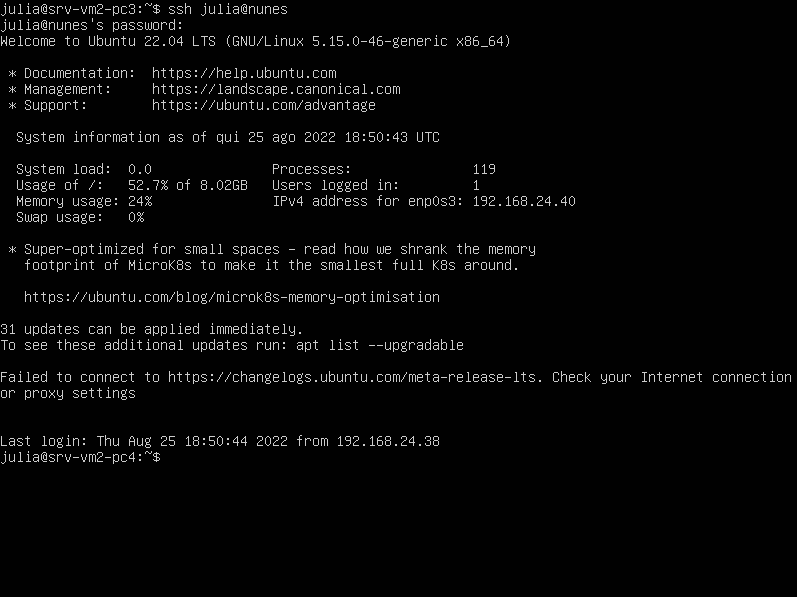 julia@srv-vm2-pc3:~$ ssh julia@nunes
julia@nunes's password:
Welcome to Ubuntu 22.04 LTS (GNU/Linux 5.15.0-46-generic x86_64)

 * Documentation:  https://help.ubuntu.com
 * Management:     https://landscape.canonical.com
 * Support:        https://ubuntu.com/advantage

  System information as of qui 25 ago 2022 18:50:43 UTC

  System load:  0.0               Processes:               119
  Usage of /:   52.7% of 8.02GB   Users logged in:         1
  Memory usage: 24%               IPv4 address for enp0s3: 192.168.24.40
  Swap usage:   0%

 * Super-optimized for small spaces - read how we shrank the memory
   footprint of MicroK8s to make it the smallest full K8s around.

   https://ubuntu.com/blog/microk8s-memory-optimisation

31 updates can be applied immediately.
To see these additional updates run: apt list --upgradable

Failed to connect to https://changelogs.ubuntu.com/meta-release-lts. Check your Internet connection
or proxy settings

Last login: Thu Aug 25 18:50:44 2022 from 192.168.24.38
julia@srv-vm2-pc4:~$